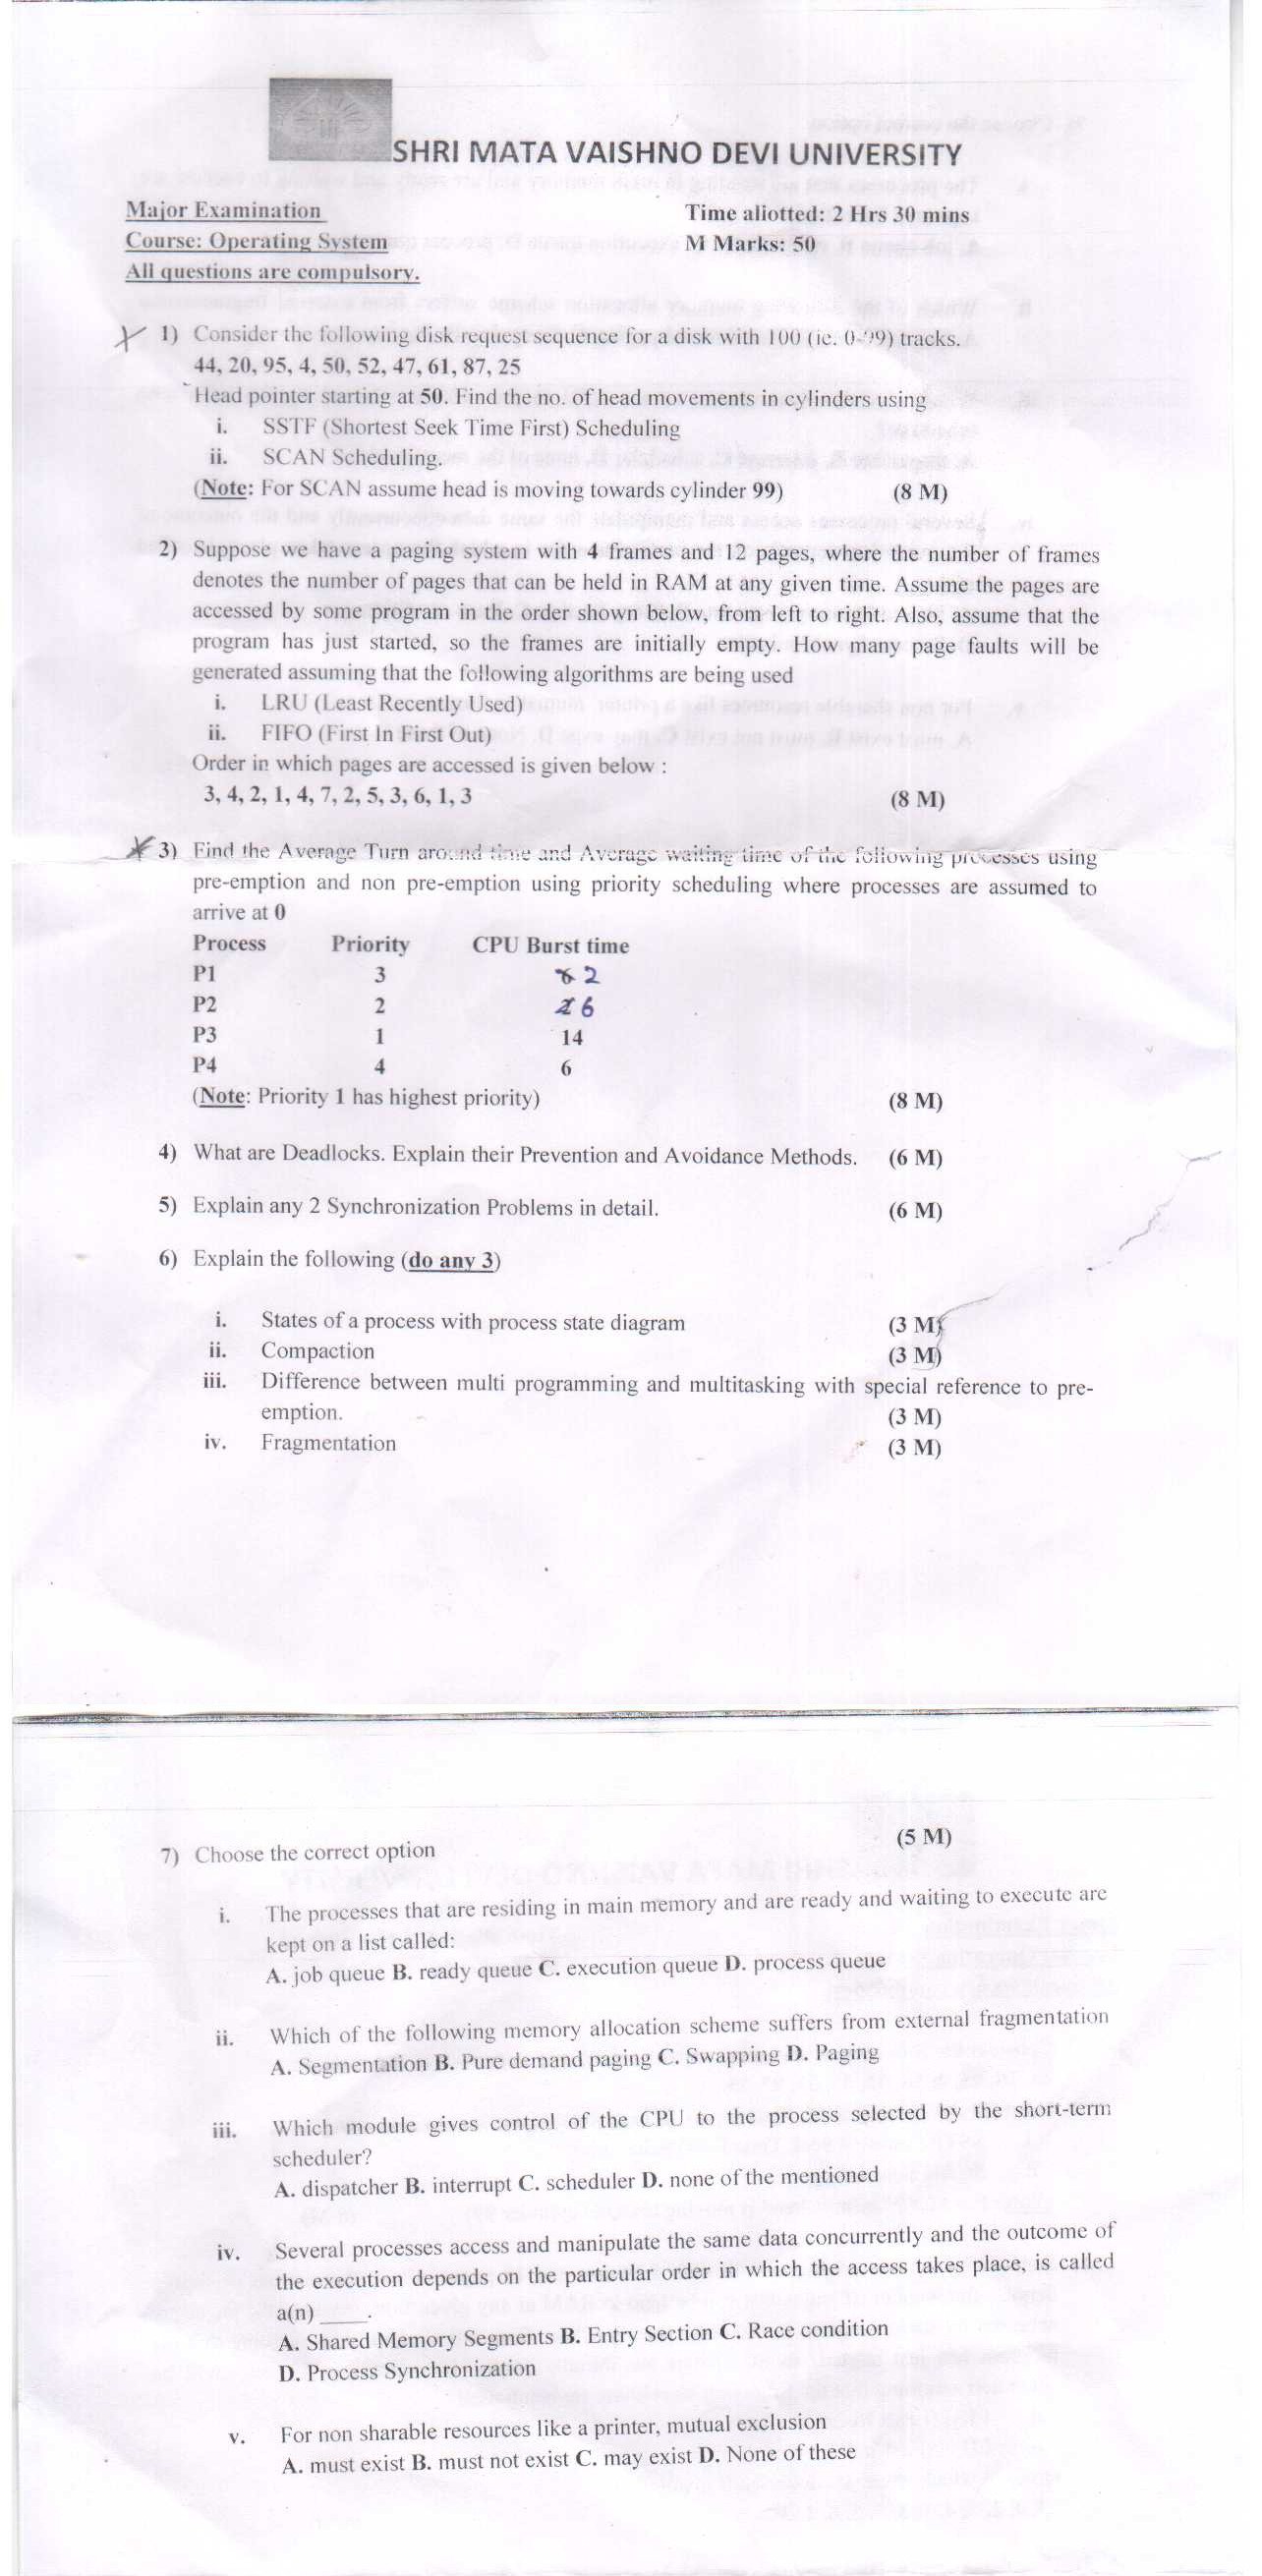 SHRI MATA VAISHNO DEVI UNIVERSITY
Major Examination Time allotted: 2 Hrs 30 mins
Course: Operating System M Marks: 50
All questions are compulsory.
1) Consider the following disk request sequence for a disk with 100 (ie. 0-99) tracks.
44, 20, 95, 4, 50, 52, 47, 61, 87, 25
Head pointer starting at 50. Find the no. of head movements in cylinders using
i. SSTF (Shortest Seek Time First) Scheduling
ii. SCAN Scheduling.
(Note: For SCAN assume head is moving towards cylinder 99) (8 M)
2) Suppose we have a paging system with 4 frames and 12 pages, where the number of frames
denotes the number of pages that can be held in RAM at any given time. Assume the pages are
accessed by some program in the order shown below, from left to right. Also, assume that the
program has just started, so the frames are initially empty. How many page faults will be
generated assuming that the following algorithms are being used
i. LRU (Least Recently Used)
ii. FIFO (First In First Out)
Order in which pages are accessed is given below :
3, 4, 2, 1, 4, 7, 2, 5, 3, 6, 1, 3 (8 M)
3) Find the Average Turn around time and Average waiting time of the following processes using
pre-emption and non pre-emption using priority scheduling where processes are assumed to
arrive at 0
Process Priority CPU Burst time
P1 3 2
P2 2 6
P3 1 14
P4 4 6
(Note: Priority 1 has highest priority) (8 M)
4) What are Deadlocks. Explain their Prevention and Avoidance Methods. (6 M)
5) Explain any 2 Synchronization Problems in detail. (6 M)
6) Explain the following (do any 3)
i. States of a process with process state diagram (3 M)
ii. Compaction (3 M)
iii. Difference between multi programming and multitasking with special reference to pre-
emption. (3 M)
iv. Fragmentation (3 M)
7) Choose the correct option (5 M)
i. The processes that are residing in main memory and are ready and waiting to execute are
kept on a list called:
A. job queue B. ready queue C. execution queue D. process queue
ii. Which of the following memory allocation scheme suffers from external fragmentation
A. Segmentation B. Pure demand paging C. Swapping D. Paging
iii. Which module gives control of the CPU to the process selected by the short-term
scheduler?
A. dispatcher B. interrupt C. scheduler D. none of the mentioned
iv. Several processes access and manipulate the same data concurrently and the outcome of
the execution depends on the particular order in which the access takes place, is called
a(n) ____.
A. Shared Memory Segments B. Entry Section C. Race condition
D. Process Synchronization
v. For non sharable resources like a printer, mutual exclusion
A. must exist B. must not exist C. may exist D. None of these